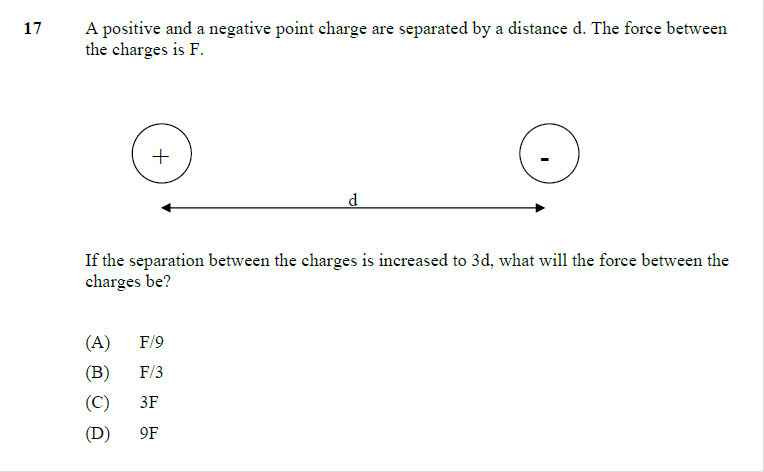 17 A positive and a negative point charge are separated by a distance d. The force between
the charges is F.
+ -
d
If the separation between the charges is increased to 3d, what will the force between the
charges be?
(A) F/9
(B) F/3
(C) 3F
(D) 9F